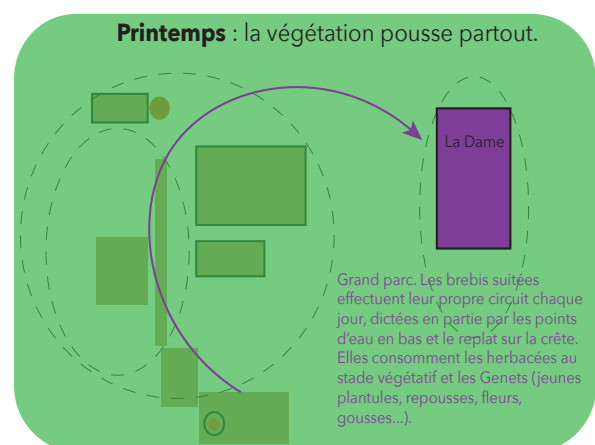 Printemps : la végétation pousse partout.
La Dame
Grand parc. Les brebis suitées
effectuent leur propre circuit chaque
jour, dictées en partie par les points
d'eau en bas et le replat sur la crête.
Elles consomment les herbacées au
stade végétatif et les Genets (jeunes
plantules, repousses, fleurs,
gousses...).